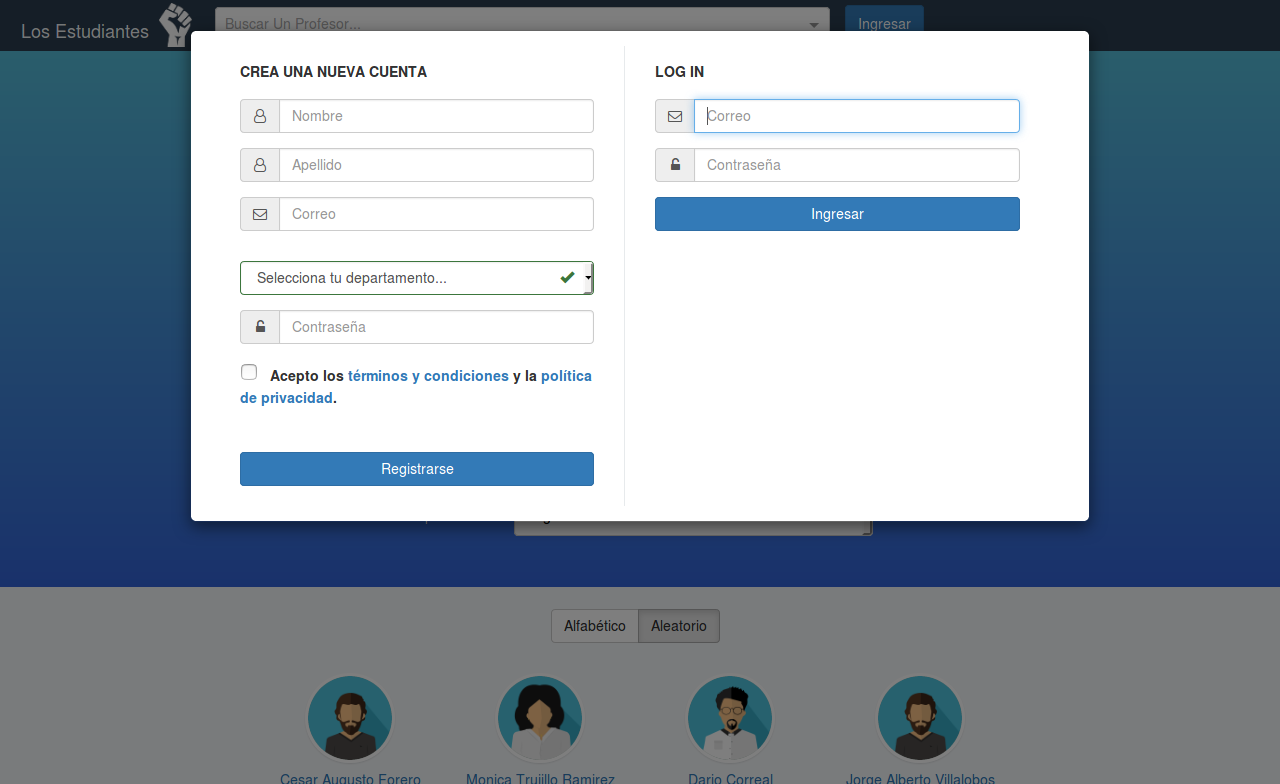 Los Estudiantes
Buscar Un Profesor...
Ingresar
CREA UNA NUEVA CUENTA
Nombre
Apellido
Correo
Selecciona tu departamento...
Contraseña
Acepto los términos y condiciones y la política
de privacidad.
Registrarse
LOG IN
Correo
Contraseña
Ingresar
Alfabético
Aleatorio
Cesar Augusto Forero
Monica Trujillo Ramirez
Dario Correal
Jorge Alberto Villalobos